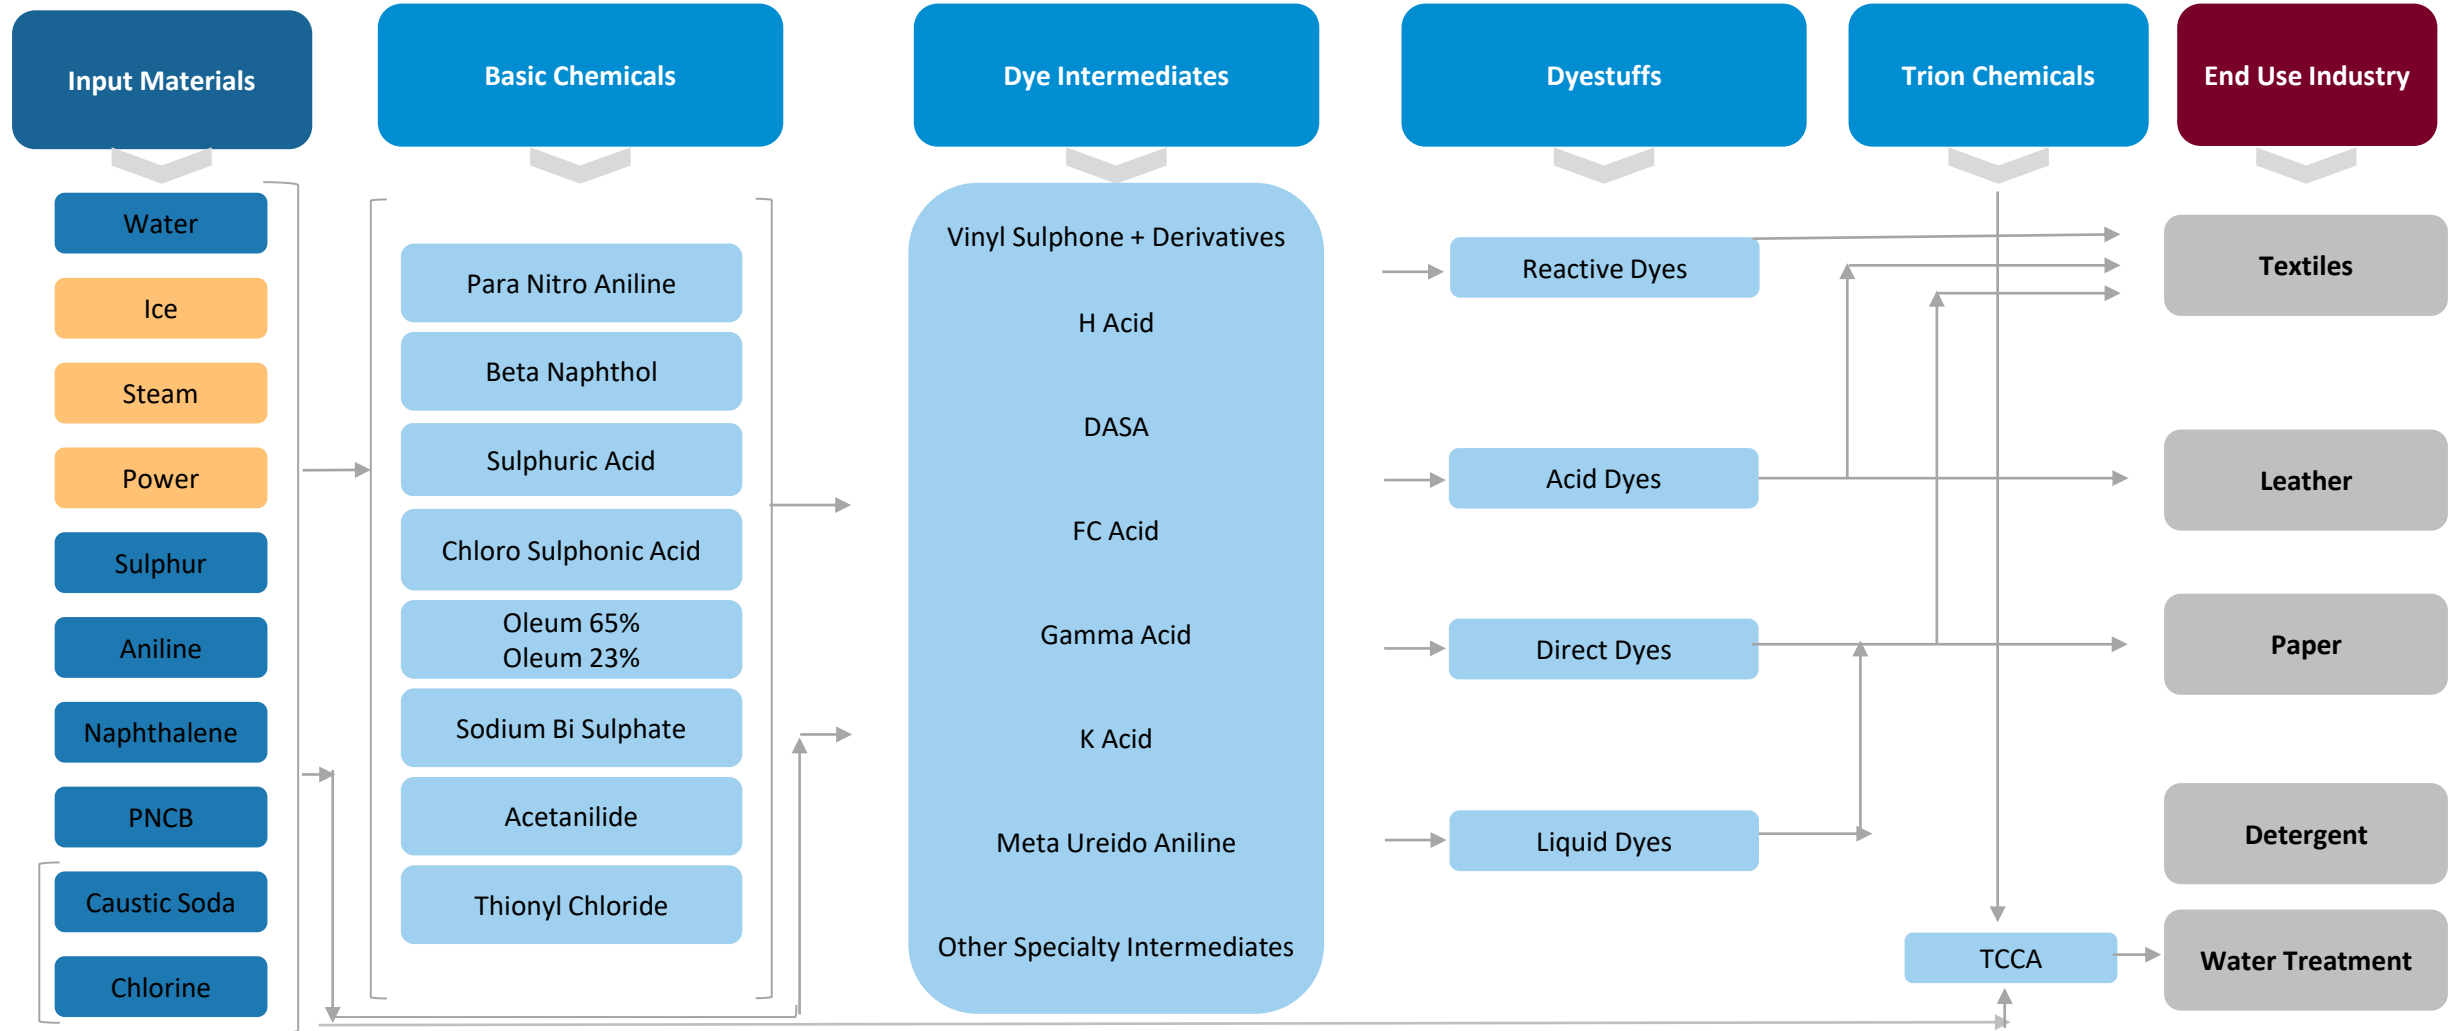 Input Materials
Basic Chemicals
Dye Intermediates
Dyestuffs
Trion Chemicals
End Use Industry
Water
Ice
Steam
Power
Sulphur
Aniline
Naphthalene
PNCB
Caustic Soda
Chlorine
Para Nitro Aniline
Beta Naphthol
Sulphuric Acid
Chloro Sulphonic Acid
Oleum 65%
Oleum 23%
Sodium Bi Sulphate
Acetanilide
Thionyl Chloride
Vinyl Sulphone + Derivatives
H Acid
DASA
FC Acid
Gamma Acid
K Acid
Meta Ureido Aniline
Other Specialty Intermediates
Reactive Dyes
Acid Dyes
Direct Dyes
Liquid Dyes
TCCA
Textiles
Leather
Paper
Detergent
Water Treatment